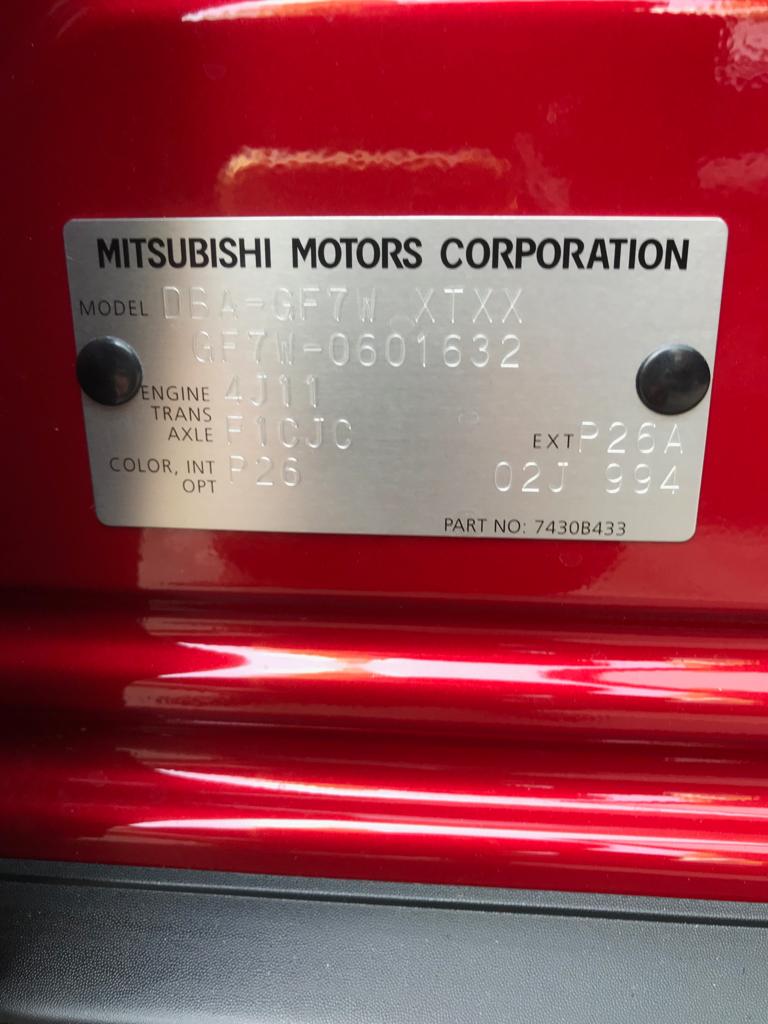 MITSUBISHI MOTORS CORPORATION
MODEL DBA-GF7W XTXX
GF7W-0601632
ENGINE 4J11
TRANS
AXLE F1CJC EXT P26A
COLOR, INT P26 02J 994
OPT
PART NO: 7430B433